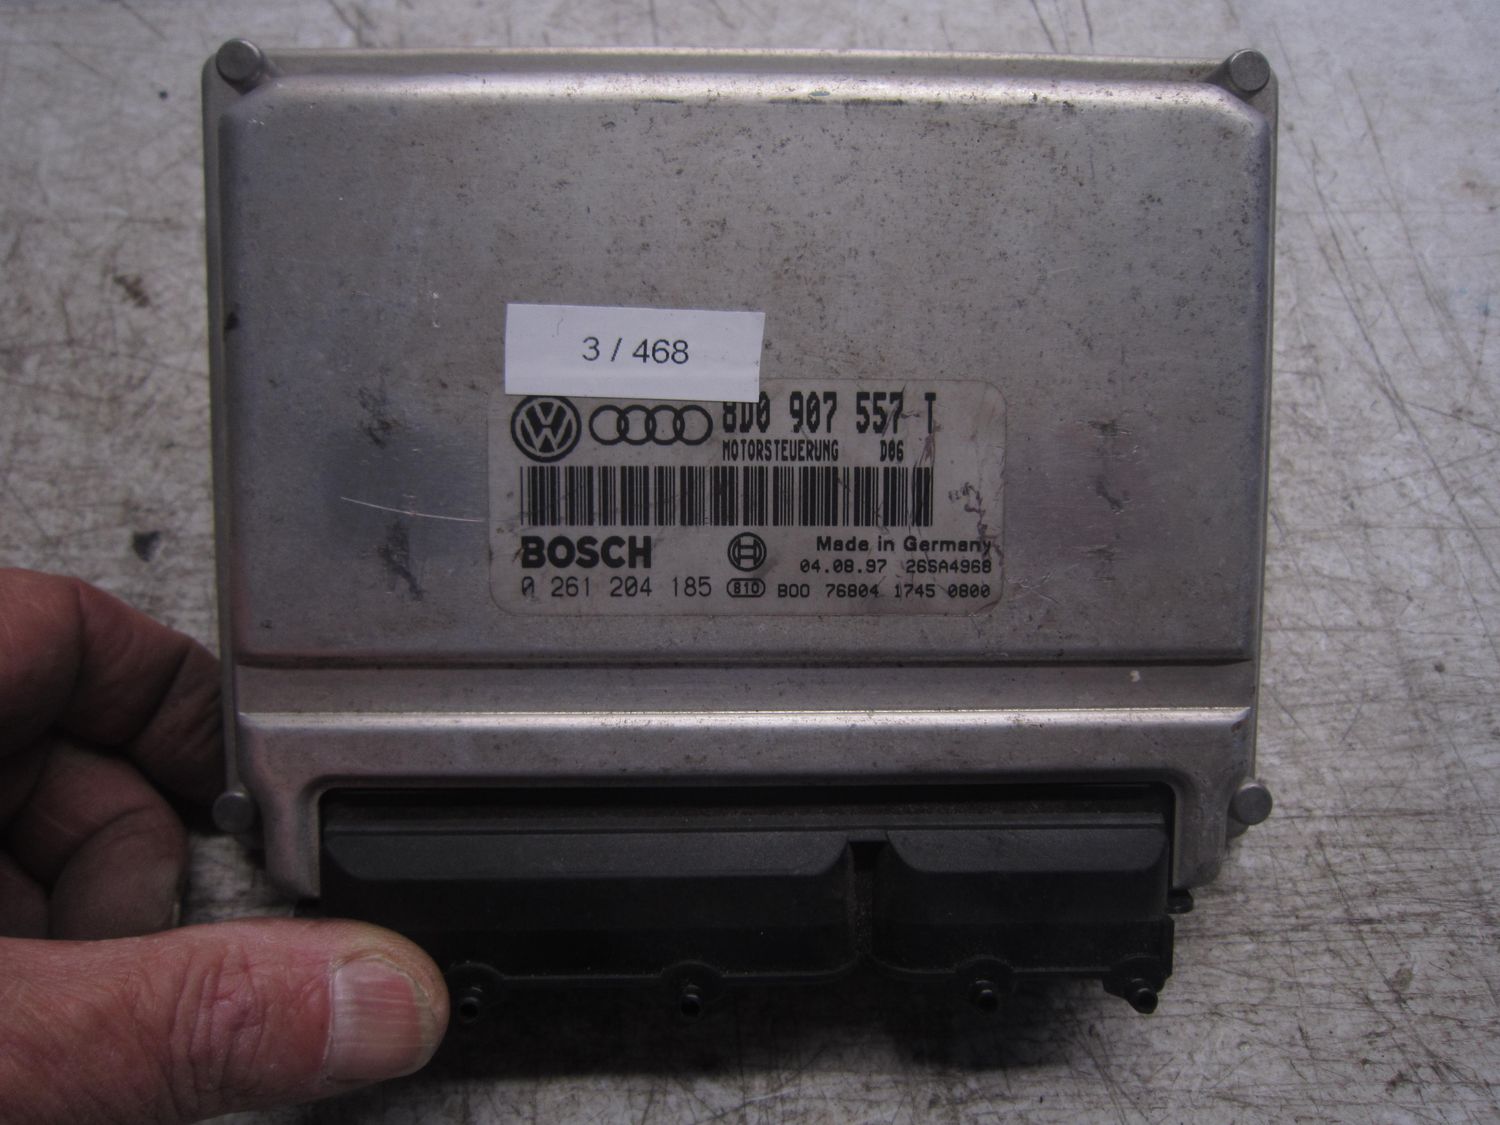 3 / 468
8D0 907 557 T
MOTORSTEUERUNG D06
BOSCH
Made in Germany
04.08.97 265A4968
0 261 204 185 810 B00 76804 1745 0800